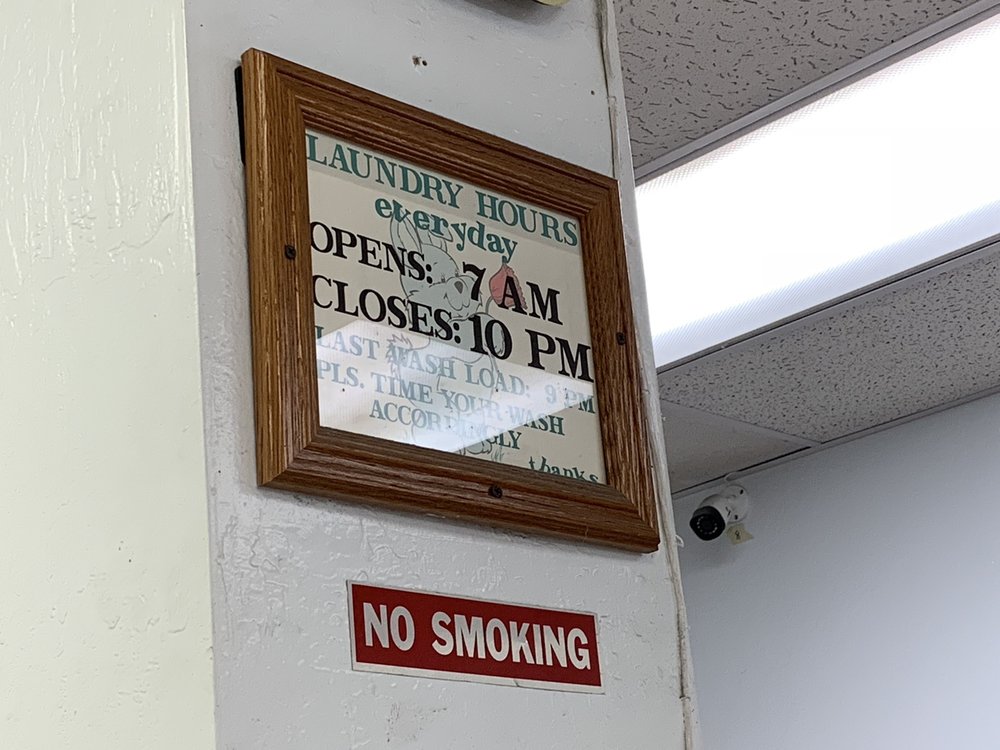 LAUNDRY HOURS
everyday
OPENS: 7 AM
CLOSES: 10 PM
LAST WASH LOAD: 9 PM
PLS. TIME YOUR WASH
ACCORDINGLY
thanks
NO SMOKING
8